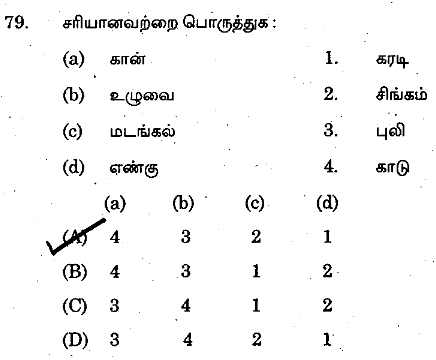 79. சரியானவற்றை பொருத்துக :
(a) கான் 1. கரடி
(b) உழுவை 2. சிங்கம்
(c) மடங்கல் 3. புலி
(d) எண்கு 4. காடு
(a) (b) (c) (d)
(A) 4 3 2 1
(B) 4 3 1 2
(C) 3 4 1 2
(D) 3 4 2 1